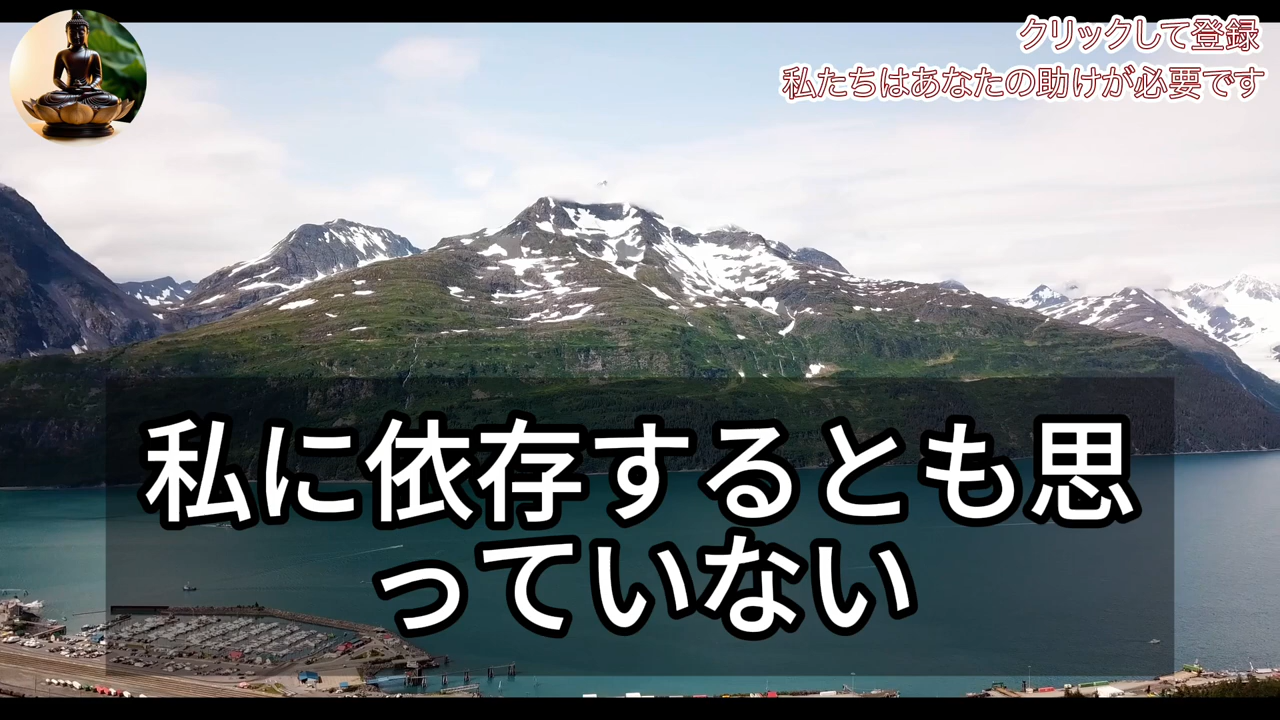 クリックして登録
私たちはあなたの助けが必要です
私に依存するとも思
っていない